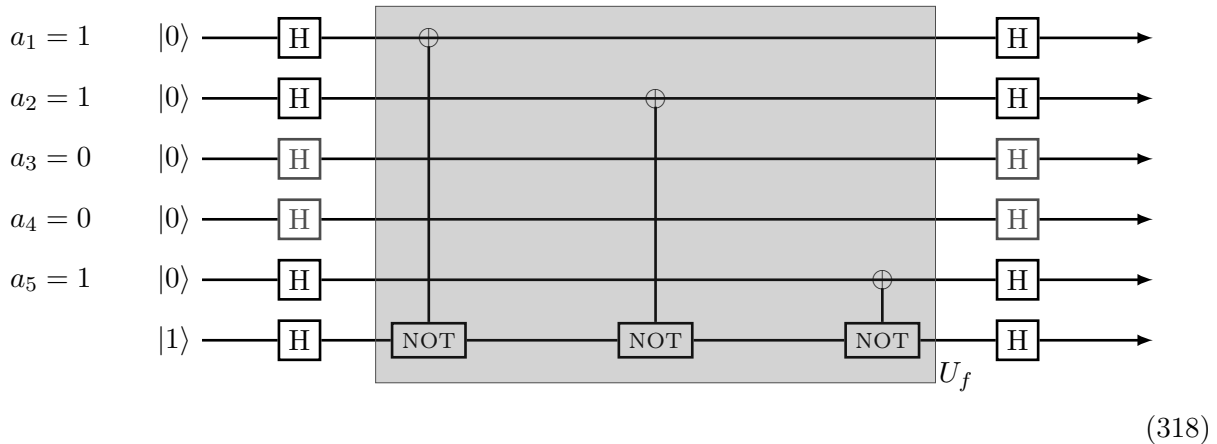 a₁ = 1 |0⟩ H H
a₂ = 1 |0⟩ H H
a₃ = 0 |0⟩ H H
a₄ = 0 |0⟩ H H
a₅ = 1 |0⟩ H H
|1⟩ H NOT NOT NOT H
U_f
(318)